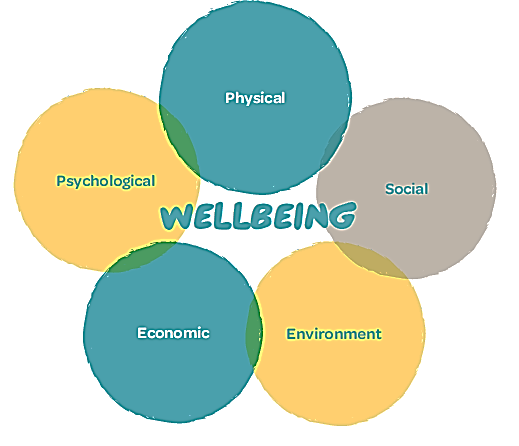 Physical
Psychological
Social
WELLBEING
Economic
Environment